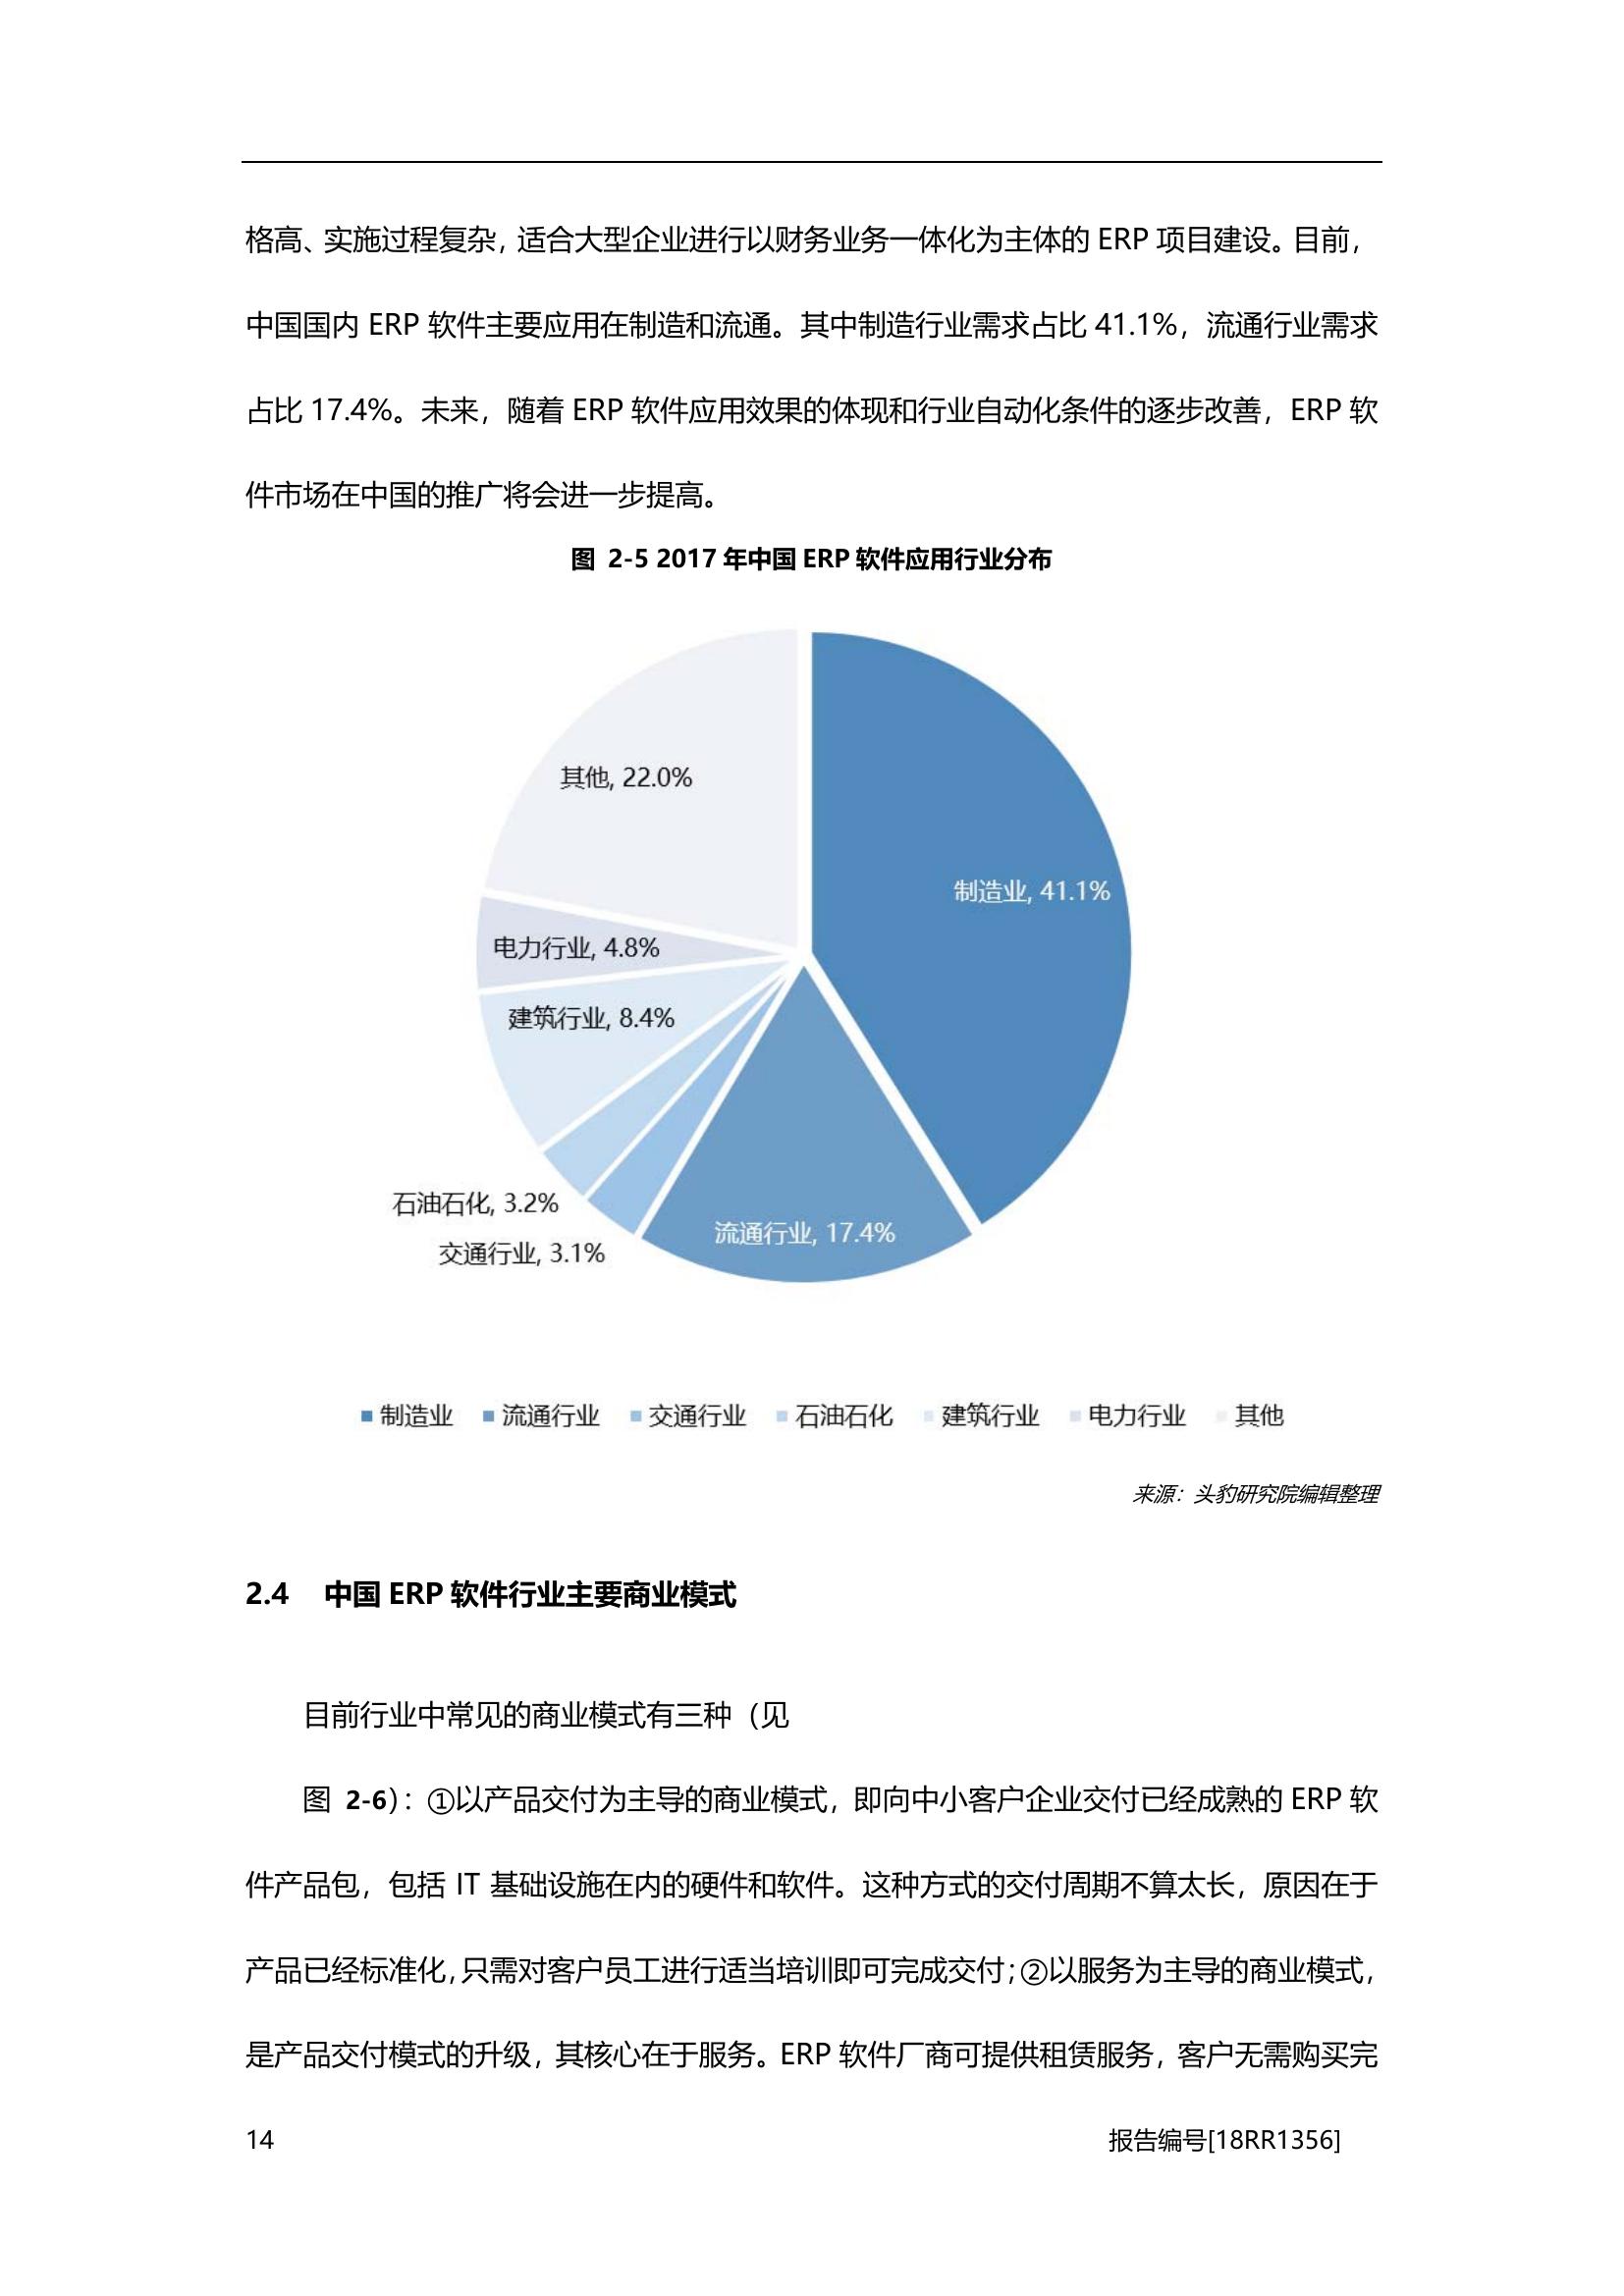 格高、实施过程复杂，适合大型企业进行以财务业务一体化为主体的 ERP 项目建设。目前，
中国国内 ERP 软件主要应用在制造和流通。其中制造行业需求占比 41.1%，流通行业需求
占比 17.4%。未来，随着 ERP 软件应用效果的体现和行业自动化条件的逐步改善，ERP 软
件市场在中国的推广将会进一步提高。
图 2-5 2017 年中国 ERP 软件应用行业分布
其他, 22.0%
制造业, 41.1%
电力行业, 4.8%
建筑行业, 8.4%
石油石化, 3.2%
流通行业, 17.4%
交通行业, 3.1%
制造业 流通行业 交通行业 石油石化 建筑行业 电力行业 其他
来源：头豹研究院编辑整理
2.4 中国 ERP 软件行业主要商业模式
目前行业中常见的商业模式有三种（见
图 2-6）：①以产品交付为主导的商业模式，即向中小客户企业交付已经成熟的 ERP 软
件产品包，包括 IT 基础设施在内的硬件和软件。这种方式的交付周期不算太长，原因在于
产品已经标准化，只需对客户员工进行适当培训即可完成交付；②以服务为主导的商业模式，
是产品交付模式的升级，其核心在于服务。ERP 软件厂商可提供租赁服务，客户无需购买完
14 报告编号[18RR1356]